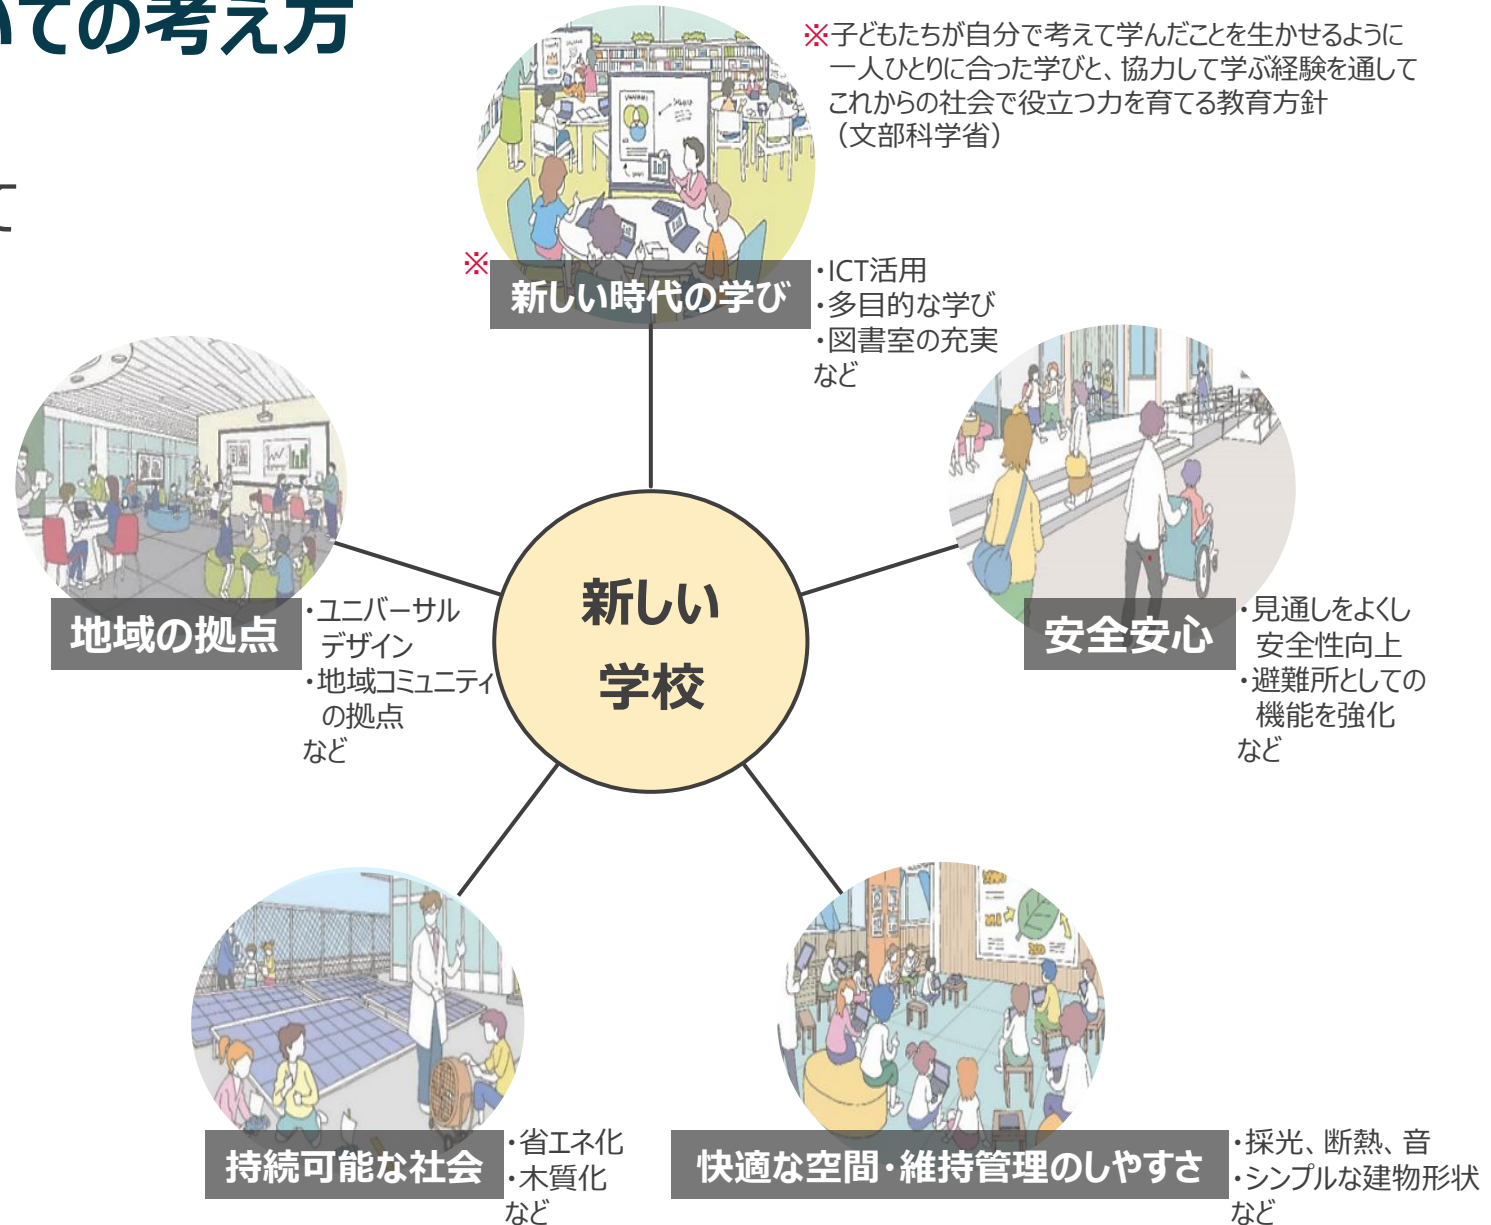 いての考え方
て
※子どもたちが自分で考えて学んだことを生かせるように
一人ひとりに合った学びと、協力して学ぶ経験を通して
これからの社会で役立つ力を育てる教育方針
（文部科学省）
※
新しい時代の学び
・ICT活用
・多目的な学び
・図書室の充実
など
地域の拠点
・ユニバーサル
デザイン
・地域コミュニティ
の拠点
など
新しい
学校
安全安心
・見通しをよくし
安全性向上
・避難所としての
機能を強化
など
持続可能な社会
・省エネ化
・木質化
など
快適な空間・維持管理のしやすさ
・採光、断熱、音
・シンプルな建物形状
など